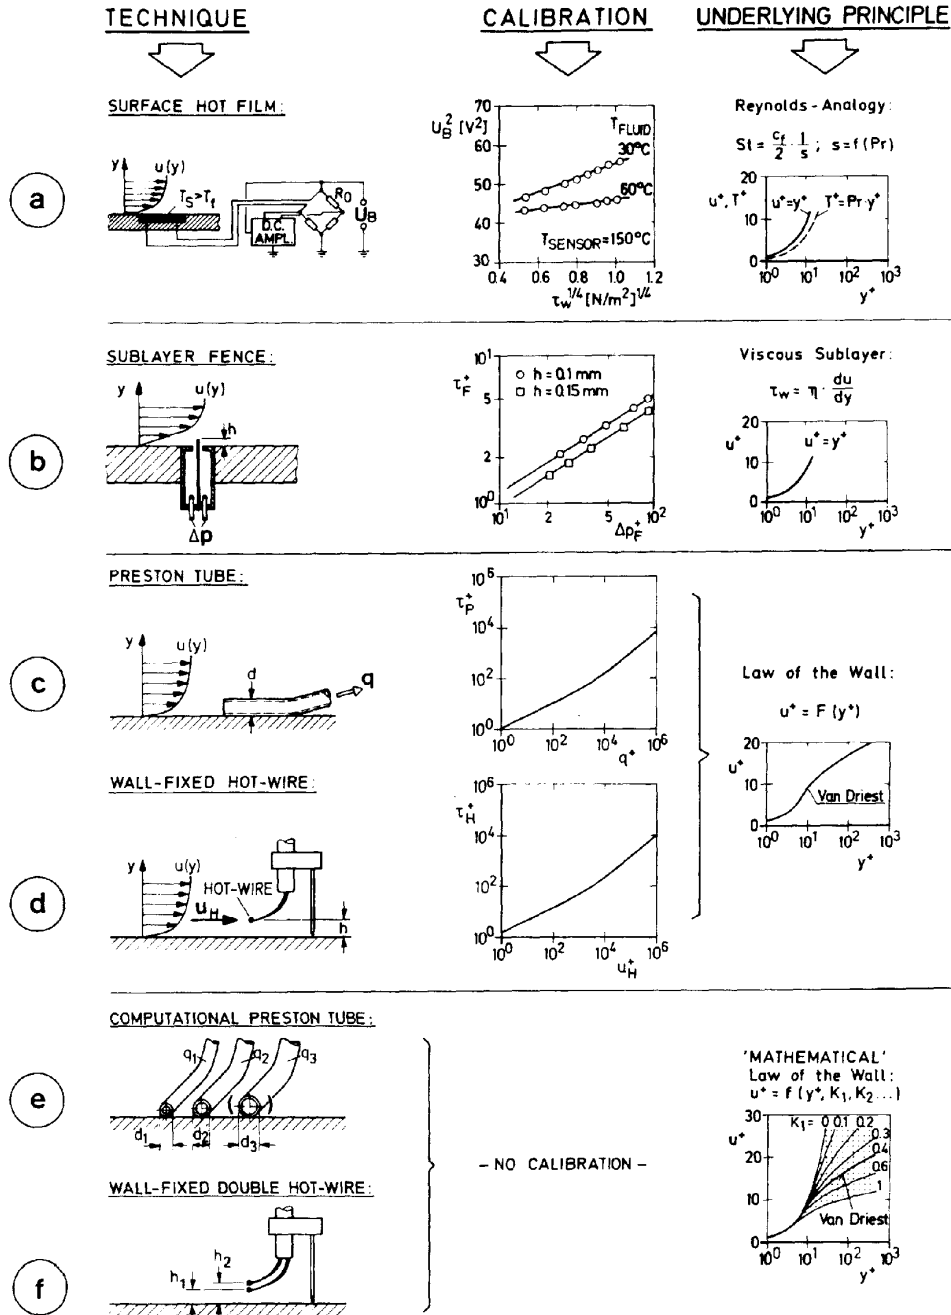 TECHNIQUE
CALIBRATION
UNDERLYING PRINCIPLE
a
SURFACE HOT FILM:
y
u(y)
T_S>T_f
R_0
D.C. AMPL.
U_B
U_B^2 [V^2]
70
60
50
40
30
T_FLUID
30°C
60°C
T_SENSOR=150°C
0.4 0.6 0.8 1.0 1.2
τ_w^1/4 [N/m^2]^1/4
Reynolds-Analogy:
St = c_f/2 · 1/s ; s=f(Pr)
u+, T+
20
10
0
u+=y+
T+=Pr·y+
10^0 10^1 10^2 10^3
y+
b
SUBLAYER FENCE:
y
u(y)
h
Δp
τ_F^+
10^1
5
2
10^0
h=0.1mm
h=0.15mm
10^1 2 5 10^2
Δp_F^+
Viscous Sublayer:
τ_w = η · du/dy
u+
20
10
0
u+=y+
10^0 10^1 10^2 10^3
y+
c
PRESTON TUBE:
y
u(y)
d
q
τ_P^+
10^6
10^4
10^2
10^0
10^0 10^2 10^4 10^6
q+
Law of the Wall:
u+ = F(y+)
u+
20
10
0
Van Driest
10^0 10^1 10^2 10^3
y+
d
WALL-FIXED HOT-WIRE:
y
u(y)
HOT-WIRE
u_H
h
τ_H^+
10^6
10^4
10^2
10^0
10^0 10^2 10^4 10^6
u_H^+
e
COMPUTATIONAL PRESTON TUBE:
q_1 q_2 q_3
d_1 d_2 d_3
- NO CALIBRATION -
'MATHEMATICAL'
Law of the Wall:
u+ = f(y+, K_1, K_2...)
u+
30
20
10
0
K_1= 0 0.1 0.2
0.3
0.4
0.6
1
Van Driest
10^0 10^1 10^2 10^3
y+
f
WALL-FIXED DOUBLE HOT-WIRE:
h_2
h_1